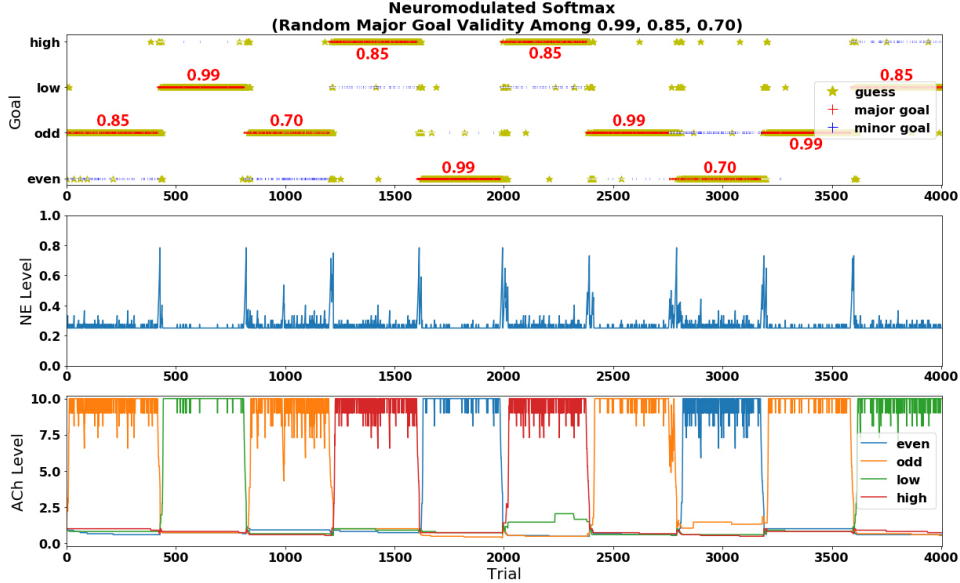 Neuromodulated Softmax
(Random Major Goal Validity Among 0.99, 0.85, 0.70)
high
low
odd
even
Goal
0.85
0.99
0.70
0.85
0.99
0.85
0.99
0.70
0.99
0.85
guess
major goal
minor goal
0
500
1000
1500
2000
2500
3000
3500
4000
1.0
0.8
0.6
0.4
0.2
0.0
NE Level
0
500
1000
1500
2000
2500
3000
3500
4000
10.0
7.5
5.0
2.5
0.0
ACh Level
even
odd
low
high
0
500
1000
1500
2000
2500
3000
3500
4000
Trial